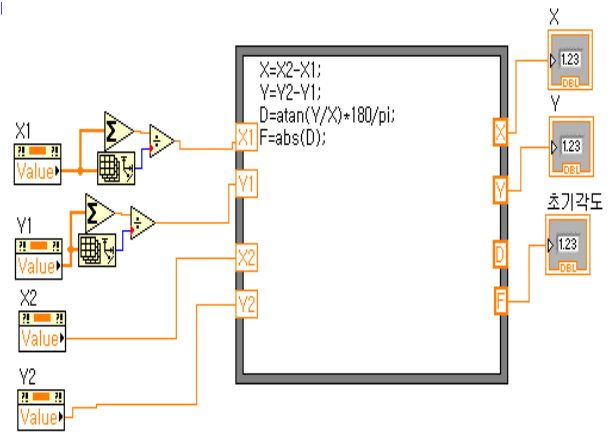 X
X=X2-X1;
Y=Y2-Y1;
D=atan(Y/X)*180/pi;
F=abs(D);
1.23
DBL
Y
1.23
DBL
초기각도
1.23
DBL
X1
?!
Value
Σ
÷
X1
X
Y1
?!
Value
Σ
÷
Y1
Y
X2
?!
Value
X2
D
Y2
?!
Value
Y2
F